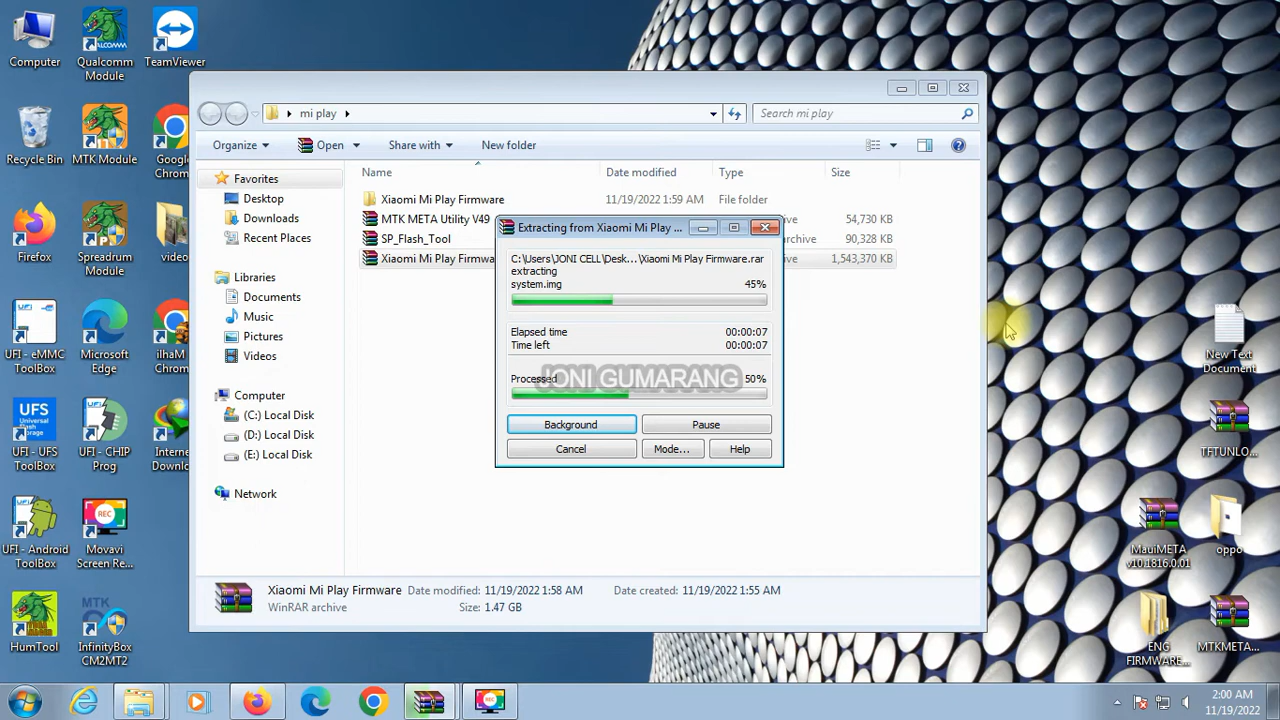 Computer
Qualcomm
Module
TeamViewer
Recycle Bin
MTK Module
Google
Chrom
Firefox
Spreadrum
Module
video
UFI - eMMC
ToolBox
Microsoft
Edge
ilhaM
Chrom
UFI - UFS
ToolBox
UFI - CHIP
Prog
Interne
Downlo
UFI - Android
ToolBox
REC
Movavi
Screen Re...
HumTool
MTK
InfinityBox
CM2MT2
mi play
Search mi play
Organize
Open
Share with
New folder
Name
Date modified
Type
Size
Favorites
Desktop
Downloads
Recent Places
Libraries
Documents
Music
Pictures
Videos
Computer
(C:) Local Disk
(D:) Local Disk
(E:) Local Disk
Network
Xiaomi Mi Play Firmware 11/19/2022 1:59 AM File folder
MTK META Utility V49 54,730 KB
SP_Flash_Tool archive 90,328 KB
Xiaomi Mi Play Firmwa 1,543,370 KB
Extracting from Xiaomi Mi Play ...
C:\Users\JONI CELL\Desk...\Xiaomi Mi Play Firmware.rar
extracting
system.img 45%
Elapsed time 00:00:07
Time left 00:00:07
Processed 50%
JONI GUMARANG
Background
Pause
Cancel
Mode...
Help
Xiaomi Mi Play Firmware Date modified: 11/19/2022 1:58 AM Date created: 11/19/2022 1:55 AM
WinRAR archive Size: 1.47 GB
New Text
Document
TFTUNLO...
MauiMETA
v10.1816.0.01
oppo
ENG
FIRMWARE...
MTKMETA...
REC
2:00 AM
11/19/2022